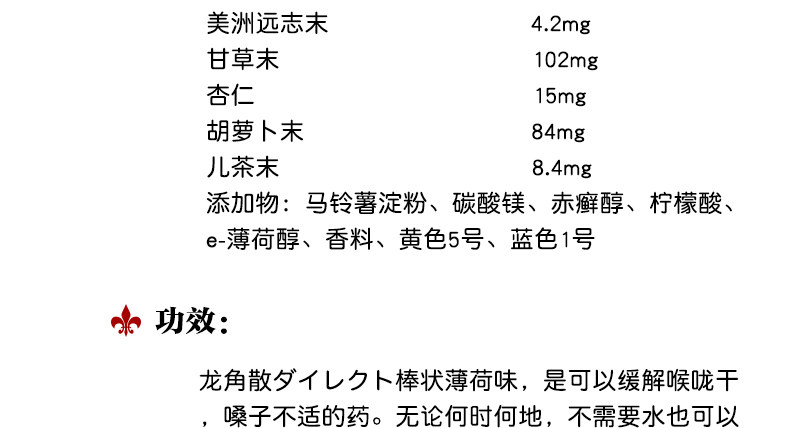 美洲远志末 4.2mg
甘草末 102mg
杏仁 15mg
胡萝卜末 84mg
儿茶末 8.4mg
添加物：马铃薯淀粉、碳酸镁、赤癣醇、柠檬酸、
e-薄荷醇、香料、黄色5号、蓝色1号
功效：
龙角散ダイレクト棒状薄荷味，是可以缓解喉咙干
，嗓子不适的药。无论何时何地，不需要水也可以